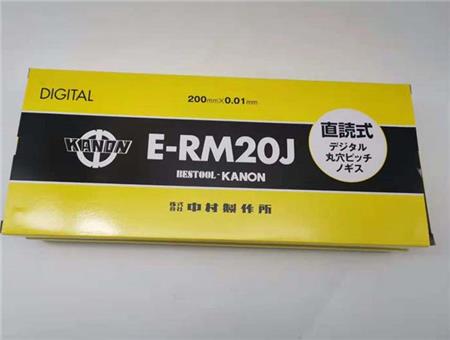 DIGITAL
200mm×0.01mm
KANON
E-RM20J
BESTOOL-KANON
株式会社 中村製作所
直読式
デジタル
丸穴ピッチ
ノギス